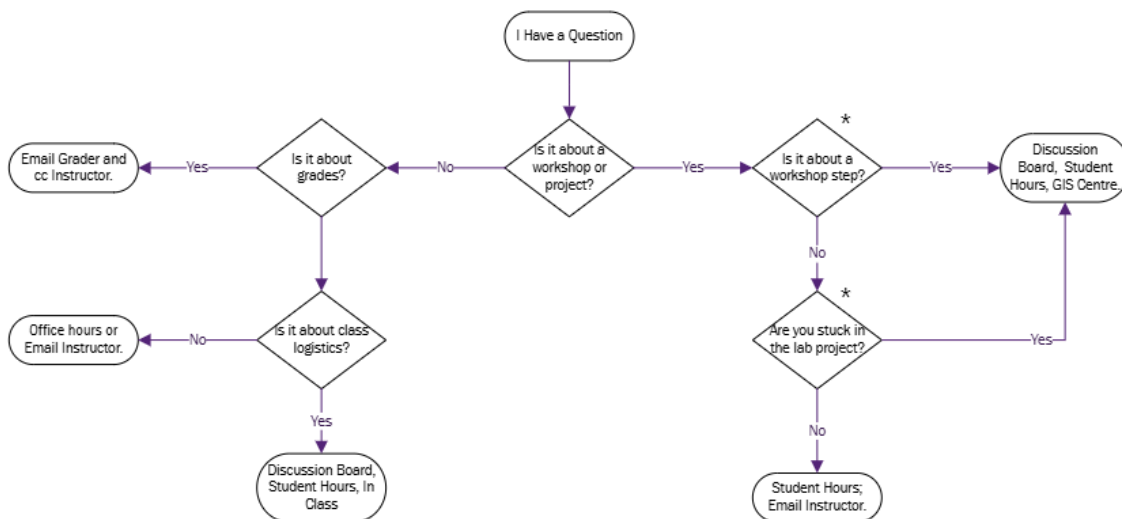 I Have a Question
*
Email Grader and
cc Instructor.
Yes
Is it about
grades?
No
Is it about a
workshop or
project?
Yes
Is it about a
workshop step?
Yes
Discussion
Board, Student
Hours, GIS Centre.
No
*
Office hours or
Email Instructor.
No
Is it about class
logistics?
Are you stuck in
the lab project?
Yes
Yes
No
Discussion Board,
Student Hours, In
Class
Student Hours;
Email Instructor.